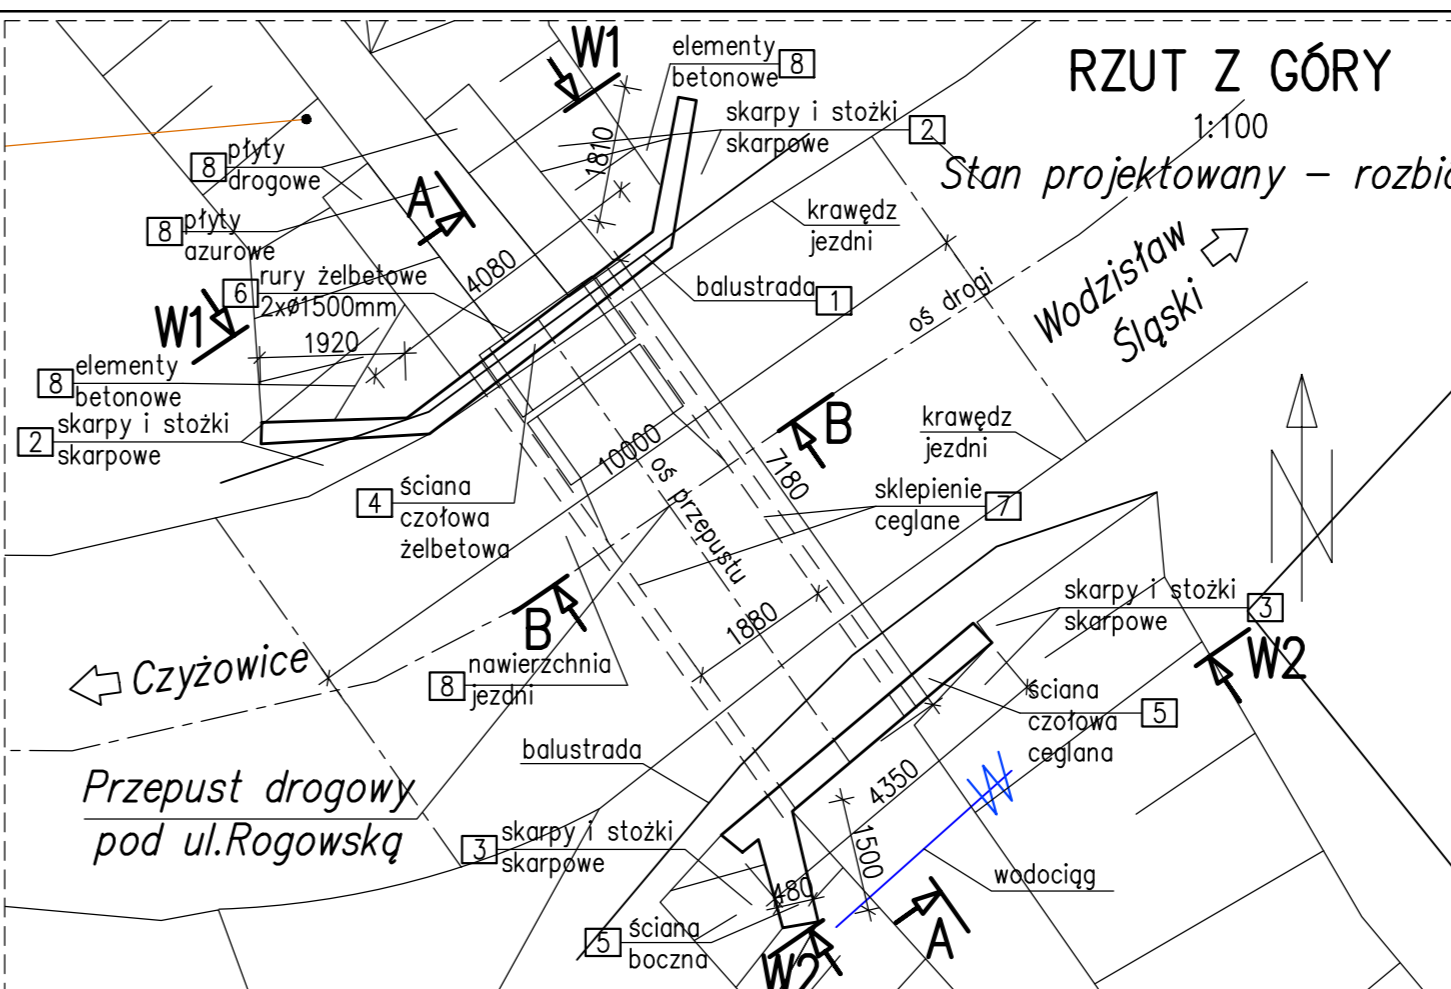 RZUT Z GÓRY
1:100
Stan projektowany – rozbió
W1
elementy
betonowe 8
skarpy i stożki 2
skarpowe
1810
8 płyty
drogowe
A
8 płyty
azurowe
krawędz
jezdni
Wodzisław
Śląski
4080
6 rury żelbetowe
2xø1500mm
balustrada 1
oś drogi
W1
1920
8 elementy
betonowe
2 skarpy i stożki
skarpowe
B
krawędz
jezdni
10000
oś przepustu
7180
4 ściana
czołowa
żelbetowa
sklepienie 7
ceglane
B
1880
skarpy i stożki 3
skarpowe
W2
Czyżowice
8 nawierzchnia
jezdni
ściana
czołowa 5
ceglana
balustrada
Przepust drogowy
pod ul.Rogowską
4350
W
3 skarpy i stożki
skarpowe
1500
wodociąg
480
5 ściana
boczna
A
W2
N